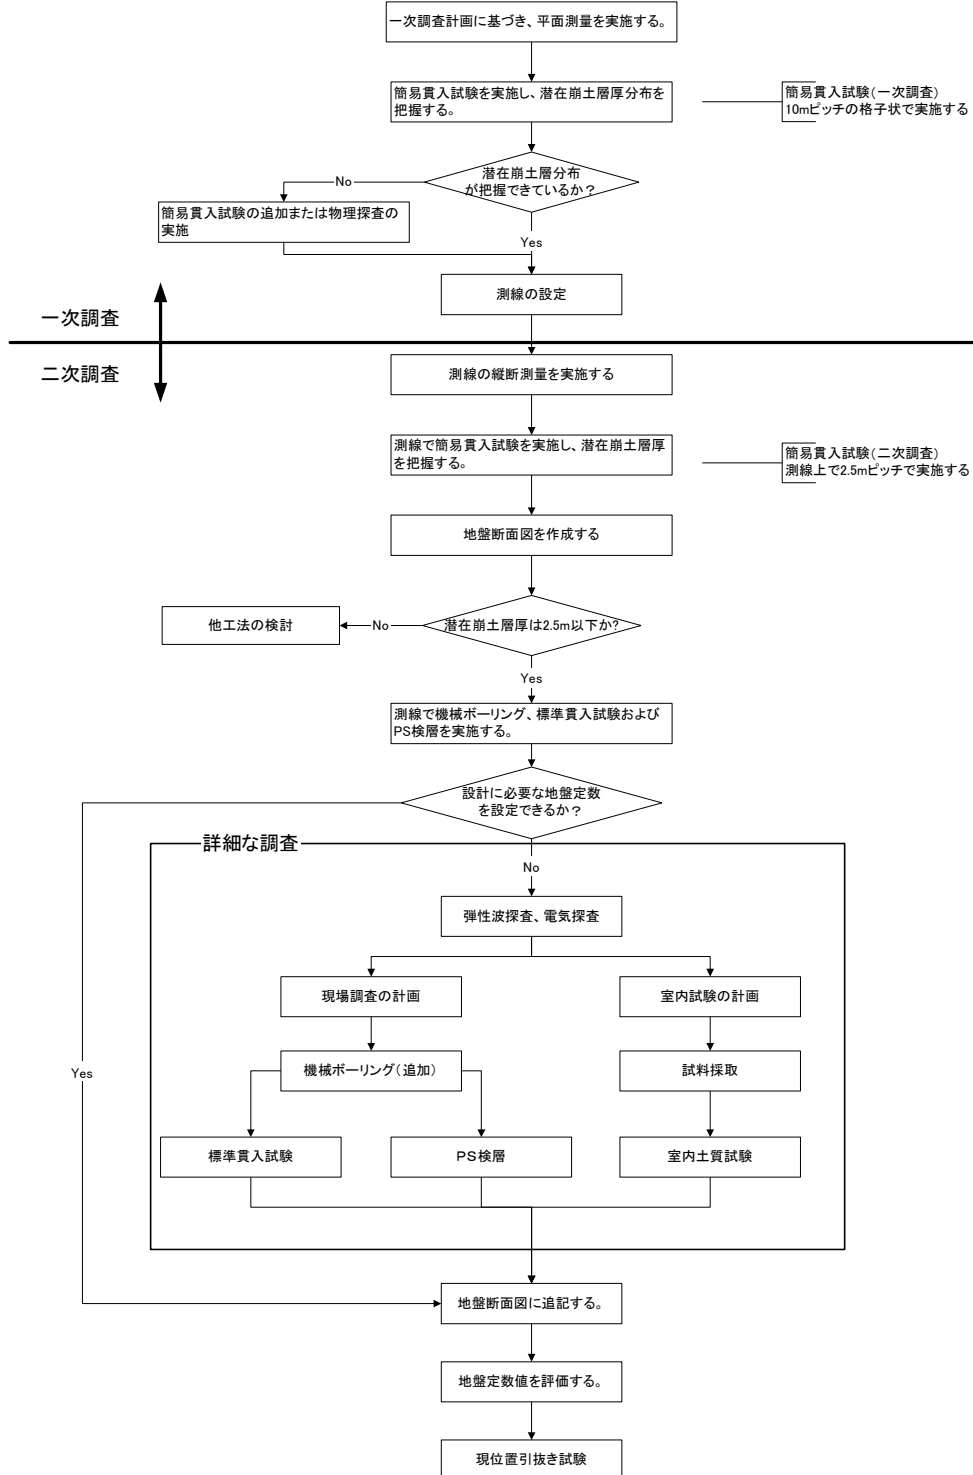 一次調査計画に基づき、平面測量を実施する。
簡易貫入試験を実施し、潜在崩土層厚分布を
把握する。
簡易貫入試験(一次調査)
10mピッチの格子状で実施する
潜在崩土層分布
が把握できているか？
No
簡易貫入試験の追加または物理探査の
実施
Yes
測線の設定
一次調査
二次調査
測線の縦断測量を実施する
測線で簡易貫入試験を実施し、潜在崩土層厚
を把握する。
簡易貫入試験(二次調査)
測線上で2.5mピッチで実施する
地盤断面図を作成する
潜在崩土層厚は2.5m以下か?
No
他工法の検討
Yes
測線で機械ボーリング、標準貫入試験および
PS検層を実施する。
設計に必要な地盤定数
を設定できるか？
詳細な調査
No
弾性波探査、電気探査
現場調査の計画
室内試験の計画
機械ボーリング(追加)
試料採取
Yes
標準貫入試験
PS検層
室内土質試験
地盤断面図に追記する。
地盤定数値を評価する。
現位置引抜き試験